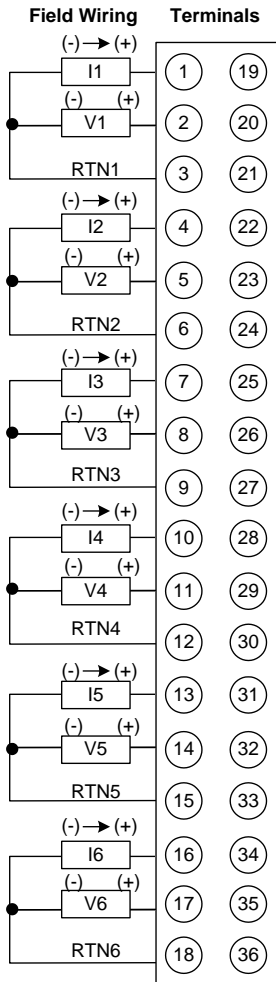 Field Wiring Terminals
(-) → (+)
I1 1 19
(-) (+)
V1 2 20
RTN1 3 21
(-) → (+)
I2 4 22
(-) (+)
V2 5 23
RTN2 6 24
(-) → (+)
I3 7 25
(-) (+)
V3 8 26
RTN3 9 27
(-) → (+)
I4 10 28
(-) (+)
V4 11 29
RTN4 12 30
(-) → (+)
I5 13 31
(-) (+)
V5 14 32
RTN5 15 33
(-) → (+)
I6 16 34
(-) (+)
V6 17 35
RTN6 18 36